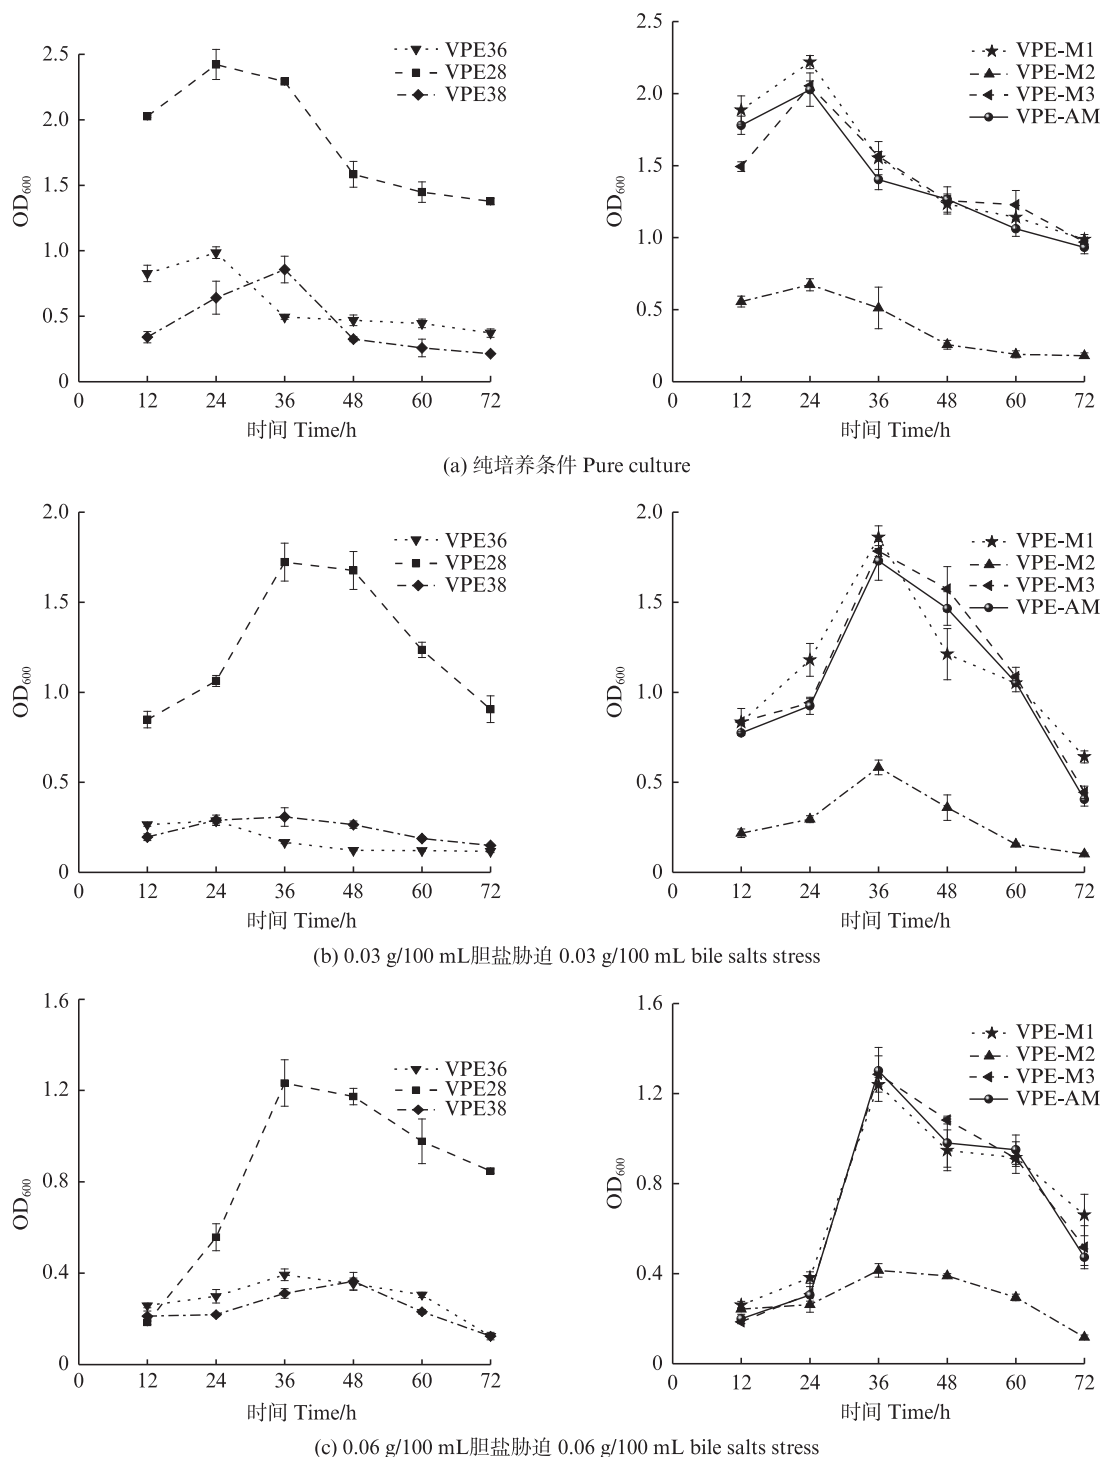 VPE36
VPE28
VPE38
2.5
2.0
1.5
1.0
0.5
0
OD600
0 12 24 36 48 60 72
时间 Time/h
VPE-M1
VPE-M2
VPE-M3
VPE-AM
2.5
2.0
1.5
1.0
0.5
0
OD600
0 12 24 36 48 60 72
时间 Time/h
(a) 纯培养条件 Pure culture
VPE36
VPE28
VPE38
2.0
1.5
1.0
0.5
0
OD600
0 12 24 36 48 60 72
时间 Time/h
VPE-M1
VPE-M2
VPE-M3
VPE-AM
2.0
1.5
1.0
0.5
0
OD600
0 12 24 36 48 60 72
时间 Time/h
(b) 0.03 g/100 mL胆盐胁迫 0.03 g/100 mL bile salts stress
VPE36
VPE28
VPE38
1.6
1.2
0.8
0.4
0
OD600
0 12 24 36 48 60 72
时间 Time/h
VPE-M1
VPE-M2
VPE-M3
VPE-AM
1.6
1.2
0.8
0.4
0
OD600
0 12 24 36 48 60 72
时间 Time/h
(c) 0.06 g/100 mL胆盐胁迫 0.06 g/100 mL bile salts stress